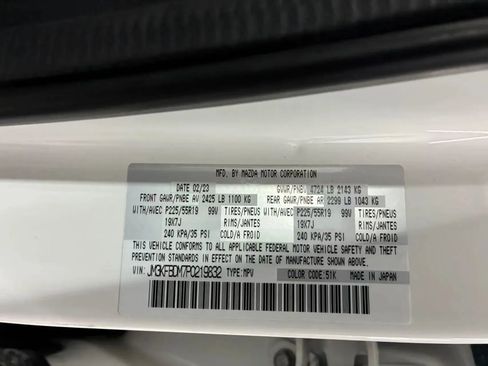 MFD. BY MAZDA MOTOR CORPORATION
DATE 02/23 GVWR/PNBV 4724 LB 2143 KG
FRONT GAWR/PNBE AV 2425 LB 1100 KG REAR GAWR/PNBE AR 2299 LB 1043 KG
WITH/AVEC P225/55R19 99V TIRES/PNEUS WITH/AVEC P225/55R19 99V TIRES/PNEUS
19X7J RIMS/JANTES 19X7J RIMS/JANTES
240 KPA/35 PSI COLD/A FROID 240 KPA/35 PSI COLD/A FROID
THIS VEHICLE CONFORMS TO ALL APPLICABLE FEDERAL MOTOR VEHICLE SAFETY AND THEFT
PREVENTION STANDARDS IN EFFECT ON THE DATE OF MANUFACTURE SHOWN ABOVE.
VIN: JM3KFBDM7P0219832 TYPE:MPV COLOR CODE:51K MADE IN JAPAN